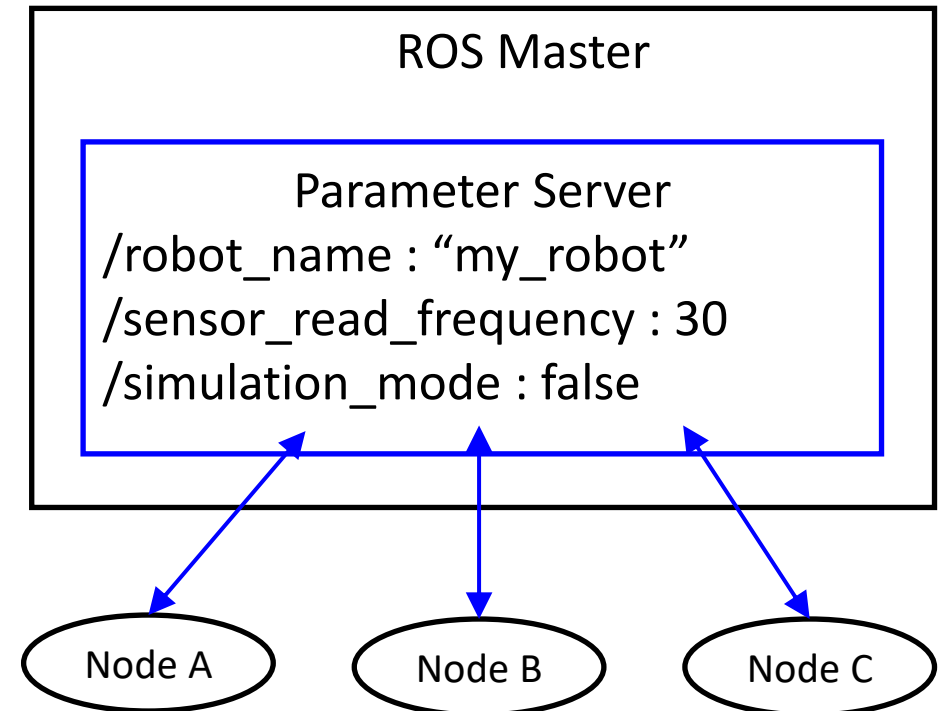 ROS Master
Parameter Server
/robot_name : “my_robot”
/sensor_read_frequency : 30
/simulation_mode : false
Node A
Node B
Node C